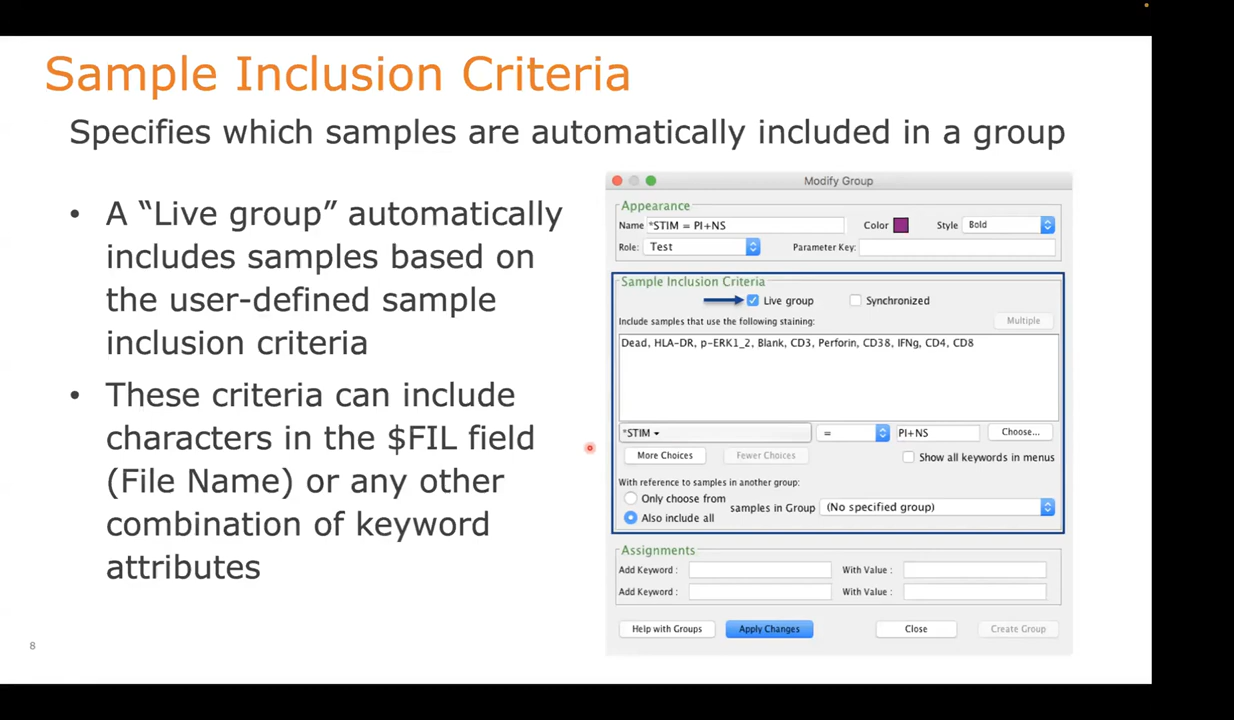 Sample Inclusion Criteria
Specifies which samples are automatically included in a group
• A “Live group” automatically
includes samples based on
the user-defined sample
inclusion criteria
• These criteria can include
characters in the $FIL field
(File Name) or any other
combination of keyword
attributes
8
Modify Group
Appearance
Name *STIM = PI+NS Color Style Bold
Role: Test Parameter Key:
Sample Inclusion Criteria
Live group Synchronized
Include samples that use the following staining: Multiple
Dead, HLA-DR, p-ERK1_2, Blank, CD3, Perforin, CD38, IFNg, CD4, CD8
*STIM = PI+NS Choose...
More Choices Fewer Choices Show all keywords in menus
With reference to samples in another group:
Only choose from
samples in Group (No specified group)
Also include all
Assignments
Add Keyword : With Value :
Add Keyword : With Value :
Help with Groups Apply Changes Close Create Group